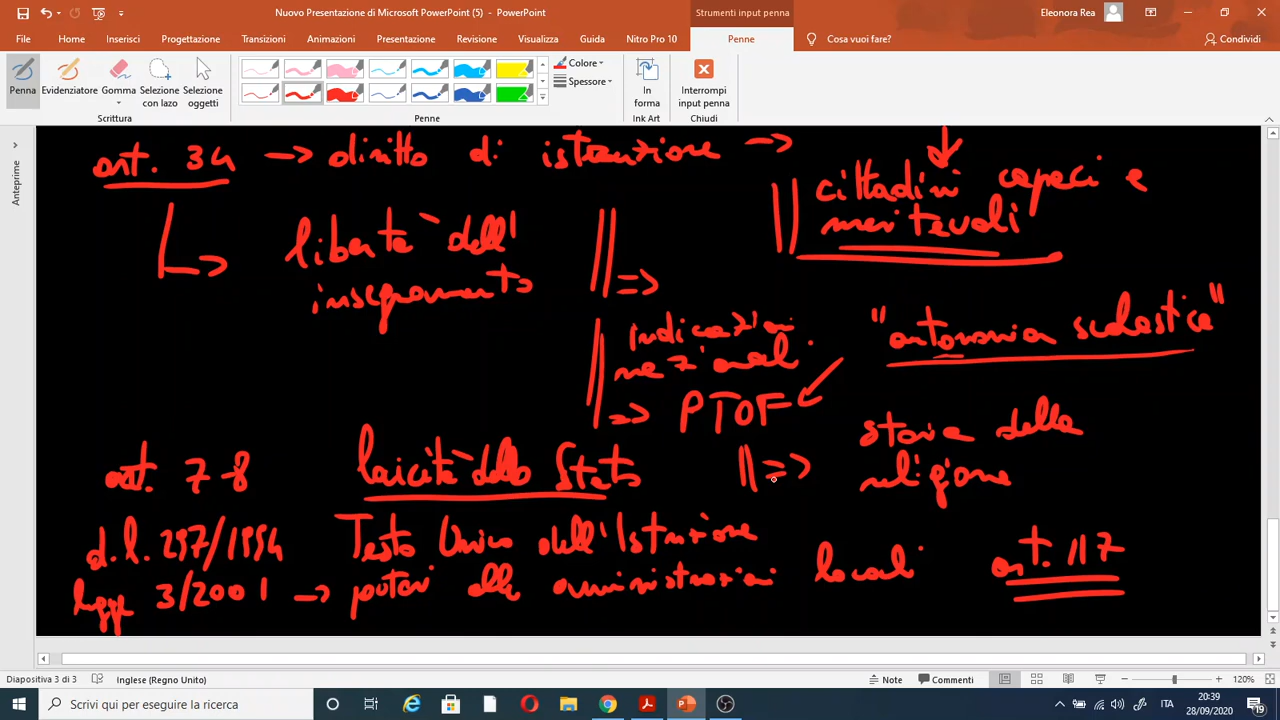 Nuovo Presentazione di Microsoft PowerPoint (5) - PowerPoint
Strumenti input penna
Eleonora Rea
File Home Inserisci Progettazione Transizioni Animazioni Presentazione Revisione Visualizza Guida Nitro Pro 10 Penne Cosa vuoi fare? Condividi
Penna Evidenziatore Gomma Selezione con lazo Selezione oggetti
Colore
Spessore
In forma
Interrompi input penna
Scrittura Penne Ink Art Chiudi
Anteprime
art. 34 -> diritto di istruzione ->
cittadini capaci e
meritevoli
libertà dell'
insegnamento
=>
indicazioni
nazionali
"autonomia scolastica"
=> PTOF
art. 7-8 laicità dello Stato =>
storia della
religione
d.l. 297/1994 Testo Unico dell'Istruzione
legge 3/2001 -> poteri alle amministrazioni locali art. 117
Diapositiva 3 di 3 Inglese (Regno Unito) Note Commenti 120%
Scrivi qui per eseguire la ricerca
ITA
20:39
28/09/2020
19